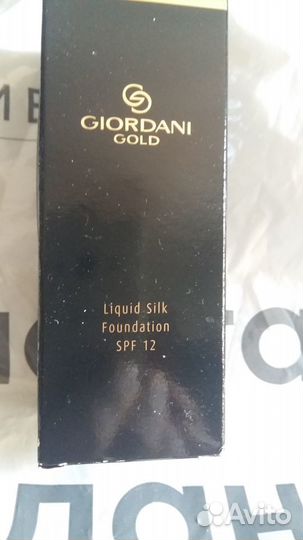 GIORDANI
GOLD
Liquid Silk
Foundation
SPF 12
Avito